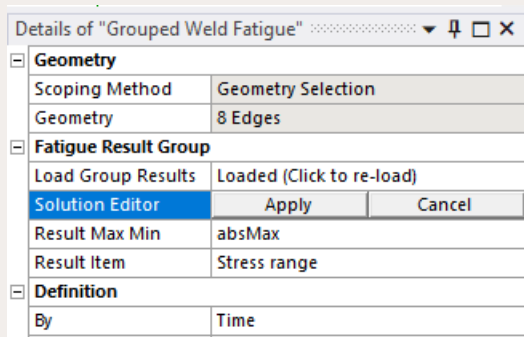 Details of "Grouped Weld Fatigue"
Geometry
Scoping Method Geometry Selection
Geometry 8 Edges
Fatigue Result Group
Load Group Results Loaded (Click to re-load)
Solution Editor Apply Cancel
Result Max Min absMax
Result Item Stress range
Definition
By Time